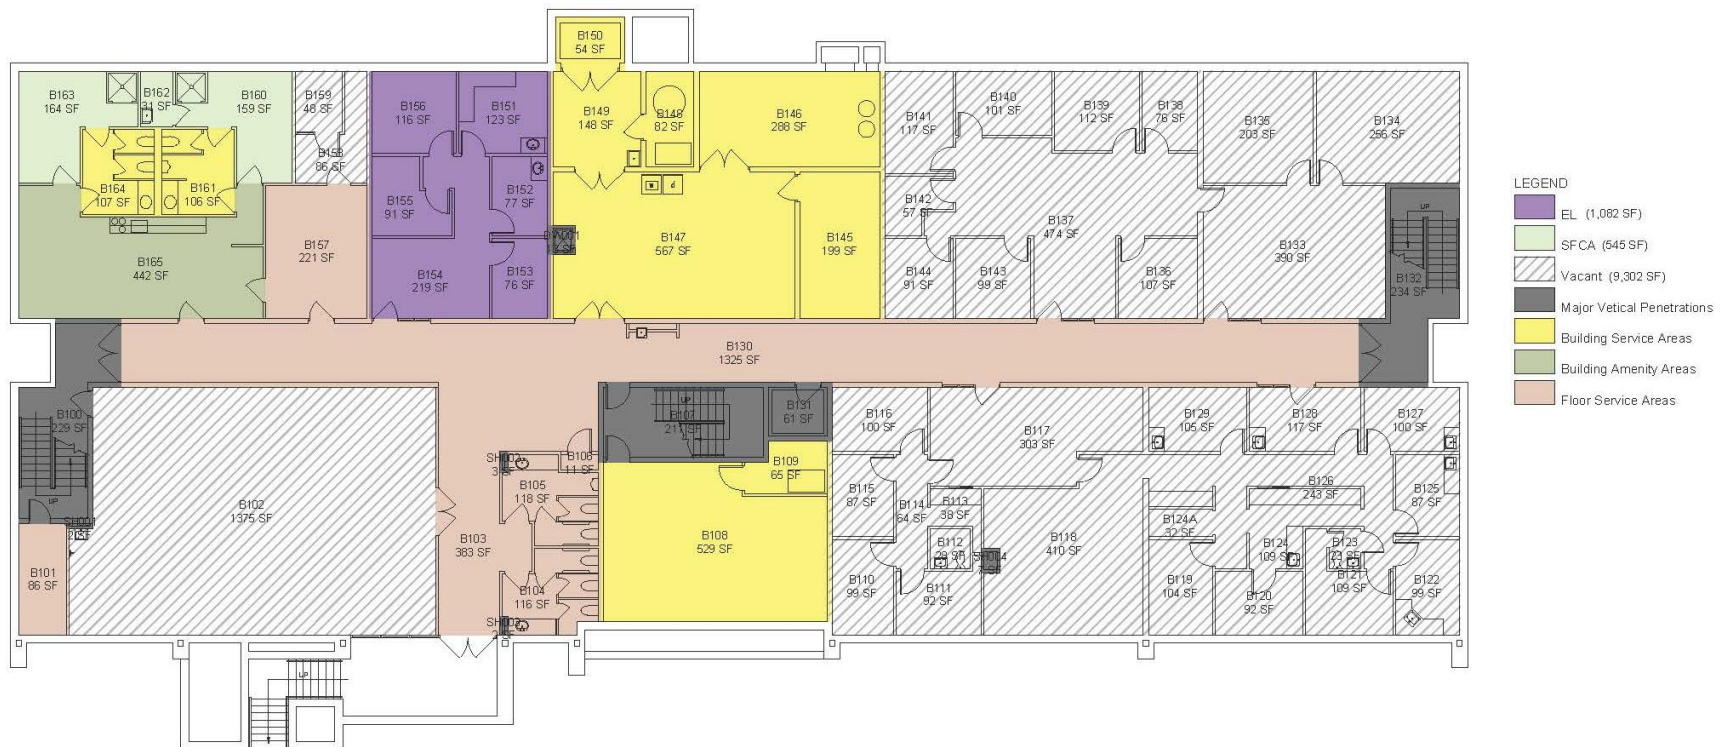 B150
54 SF
B163
164 SF
B162
31 SF
B160
159 SF
B159
48 SF
B158
86 SF
B156
116 SF
B151
123 SF
B149
148 SF
B148
82 SF
B146
288 SF
B141
117 SF
B140
101 SF
B139
112 SF
B138
76 SF
B135
203 SF
B134
256 SF
B164
107 SF
B161
106 SF
B155
91 SF
B152
77 SF
B142
57 SF
B165
442 SF
B157
221 SF
B154
219 SF
B153
76 SF
B147
567 SF
B145
199 SF
B144
91 SF
B143
99 SF
B137
474 SF
B136
107 SF
B133
390 SF
UP
B132
234 SF
B130
1325 SF
B100
229 SF
UP
B102
1375 SF
B101
86 SF
B103
383 SF
B106
11 SF
B105
118 SF
B104
116 SF
UP
B107
B131
61 SF
B109
65 SF
B108
529 SF
B116
100 SF
B117
303 SF
B129
105 SF
B128
117 SF
B127
100 SF
B115
87 SF
B114
64 SF
B113
38 SF
B126
243 SF
B125
87 SF
B112
B118
410 SF
B124A
32 SF
B124
109 SF
B123
B110
99 SF
B111
92 SF
B119
104 SF
B120
92 SF
B121
109 SF
B122
99 SF
UP
LEGEND
EL (1,082 SF)
SFCA (545 SF)
Vacant (9,302 SF)
Major Vetical Penetrations
Building Service Areas
Building Amenity Areas
Floor Service Areas